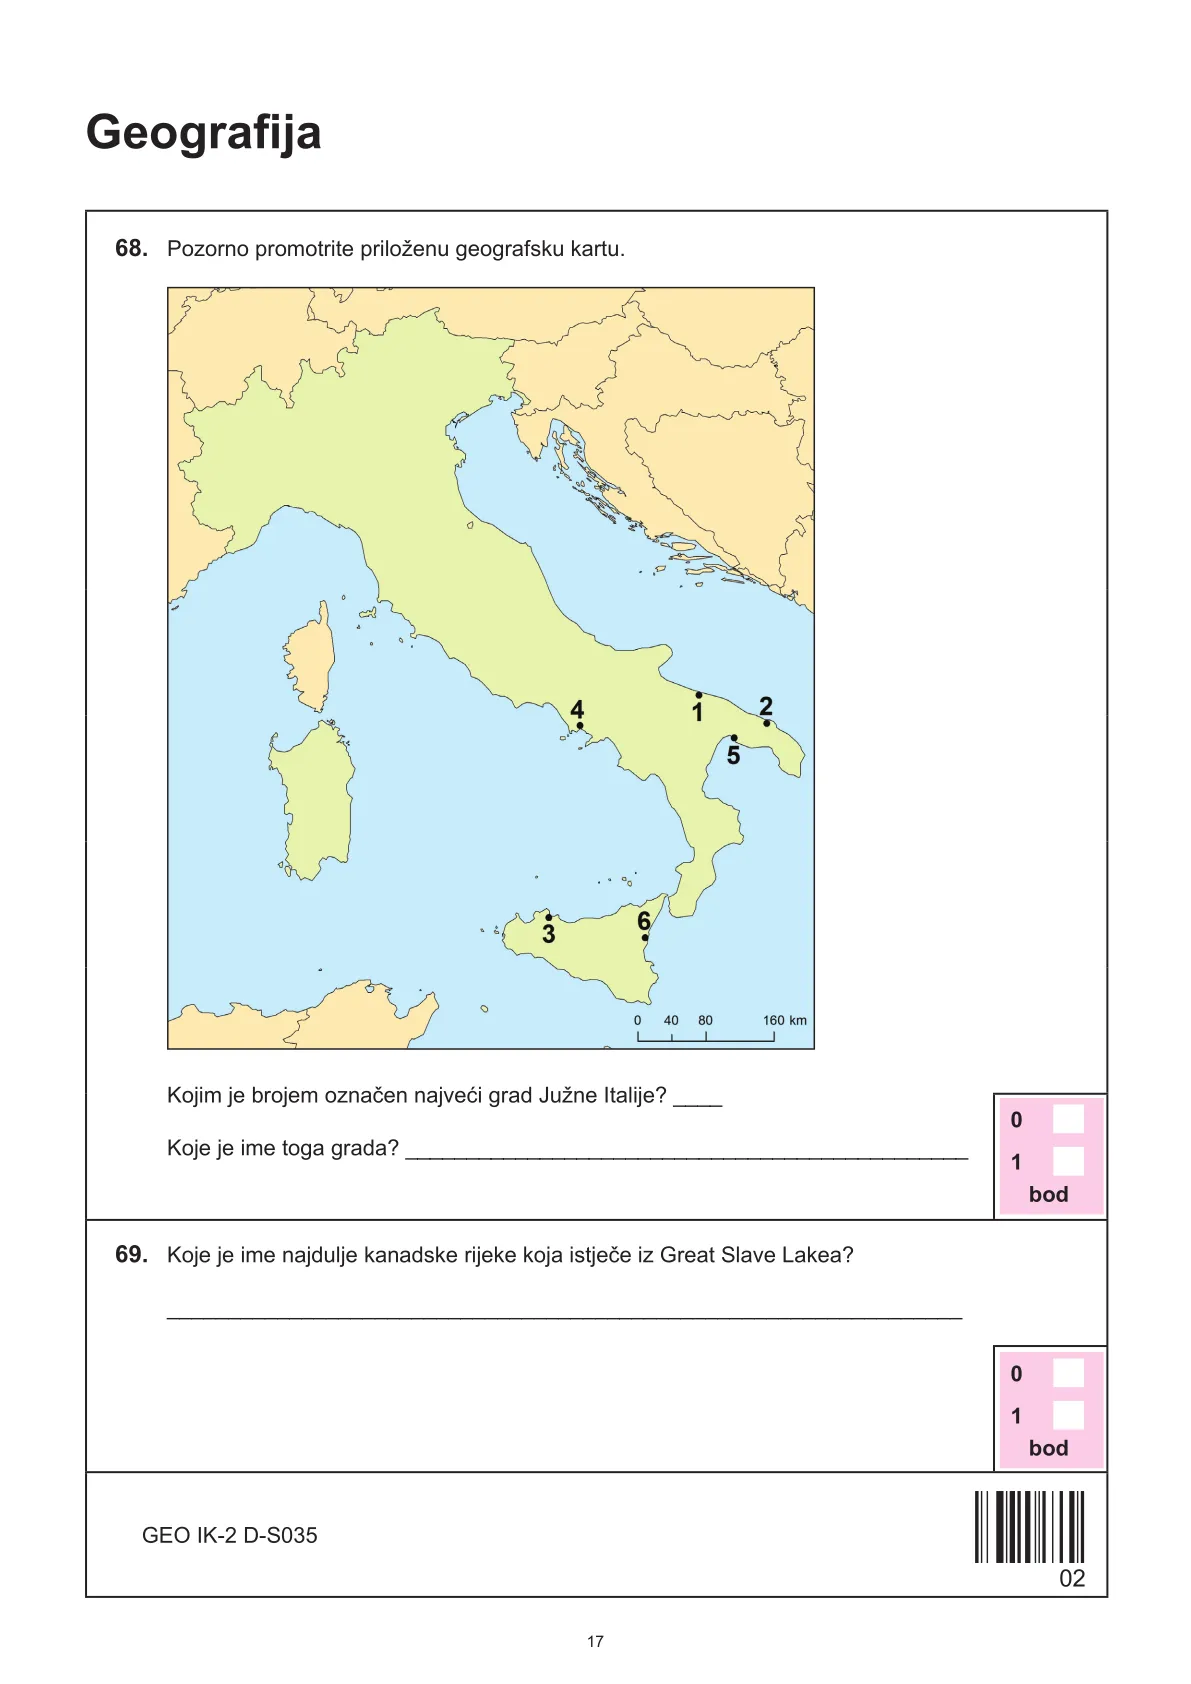 Geografija
68. Pozorno promotrite priloženu geografsku kartu.
4
1
2
5
3
6
0 40 80 160 km
Kojim je brojem označen najveći grad Južne Italije? ____
Koje je ime toga grada? ______________________________________________
0
1
bod
69. Koje je ime najdulje kanadske rijeke koja istječe iz Great Slave Lakea?
_________________________________________________________________
0
1
bod
GEO IK-2 D-S035
02
17